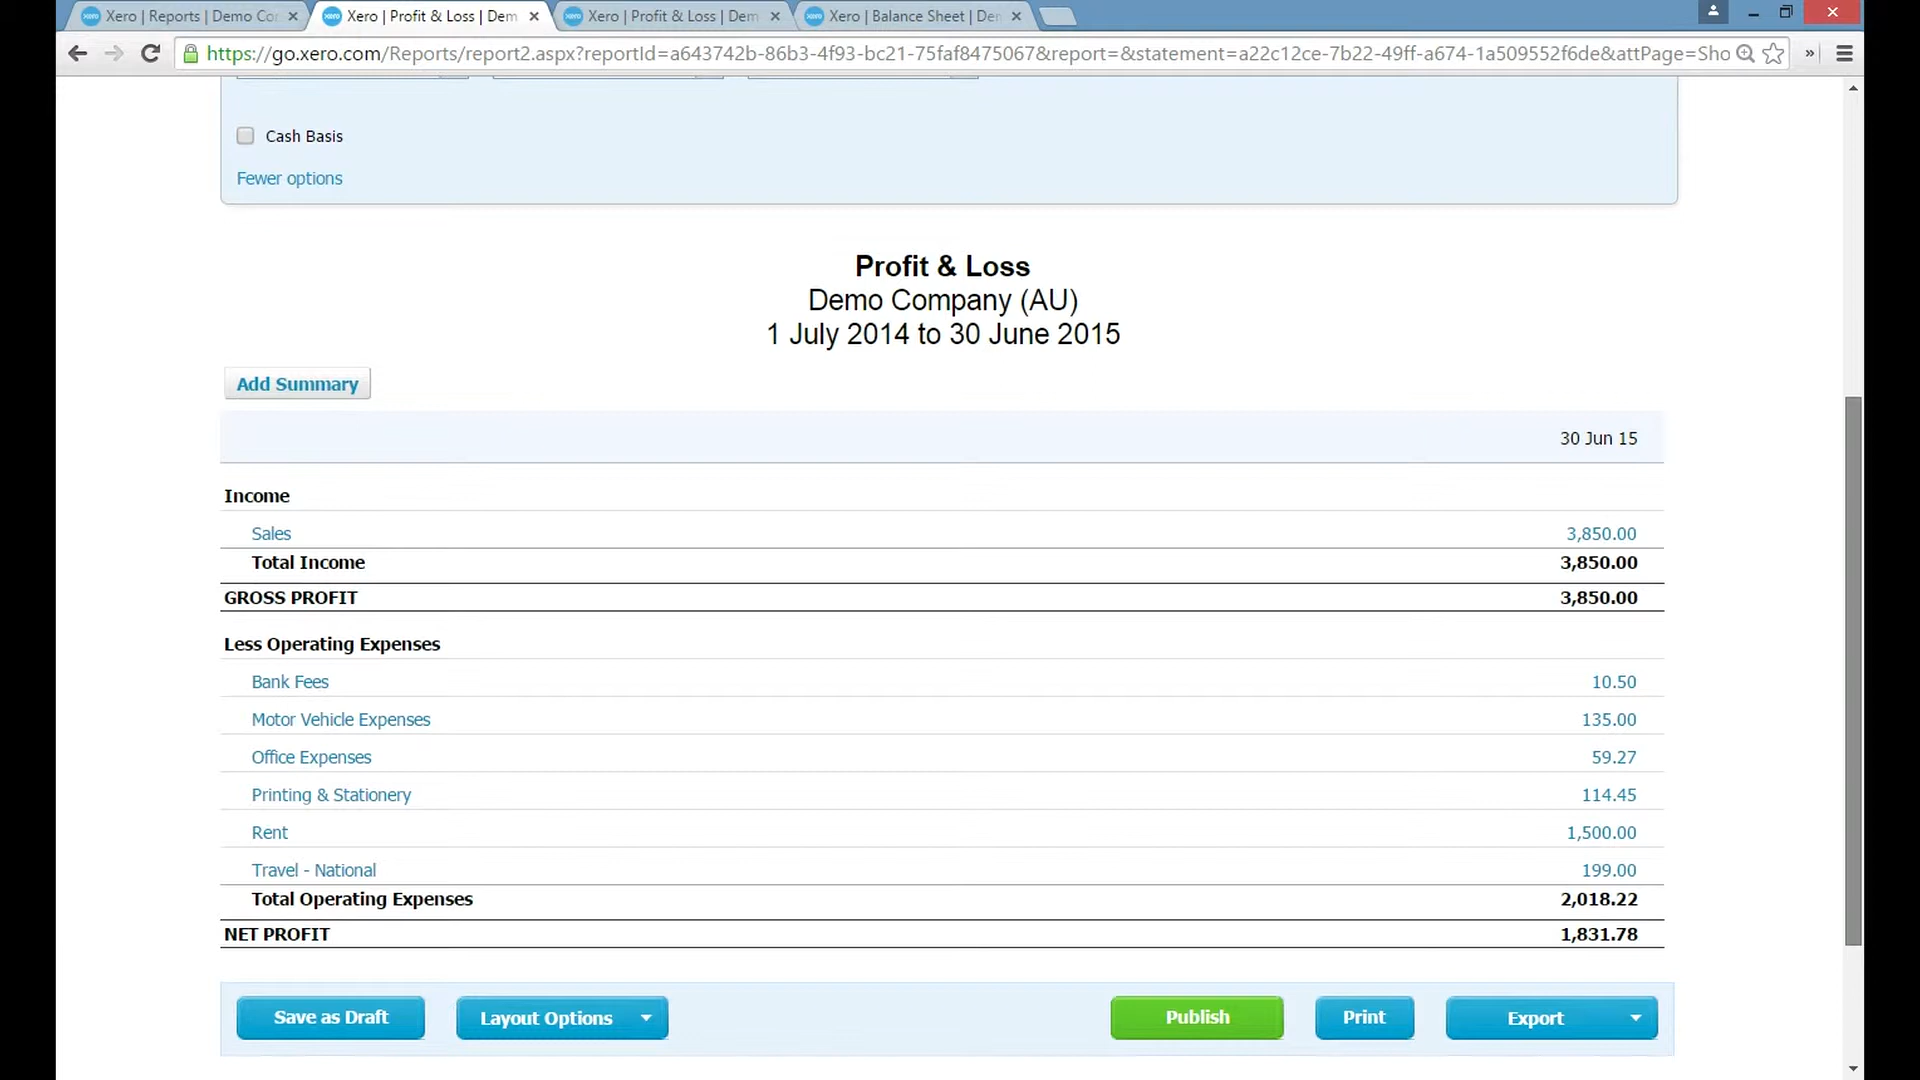 Xero | Reports | Demo Co
Xero | Profit & Loss | Dem
Xero | Profit & Loss | Dem
Xero | Balance Sheet | De
https://go.xero.com/Reports/report2.aspx?reportId=a643742b-86b3-4f93-bc21-75faf8475067&report=&statement=a22c12ce-7b22-49ff-a674-1a509552f6de&attPage=Sho
Cash Basis
Fewer options
Profit & Loss
Demo Company (AU)
1 July 2014 to 30 June 2015
Add Summary
30 Jun 15
Income
Sales 3,850.00
Total Income 3,850.00
GROSS PROFIT 3,850.00
Less Operating Expenses
Bank Fees 10.50
Motor Vehicle Expenses 135.00
Office Expenses 59.27
Printing & Stationery 114.45
Rent 1,500.00
Travel - National 199.00
Total Operating Expenses 2,018.22
NET PROFIT 1,831.78
Save as Draft Layout Options Publish Print Export